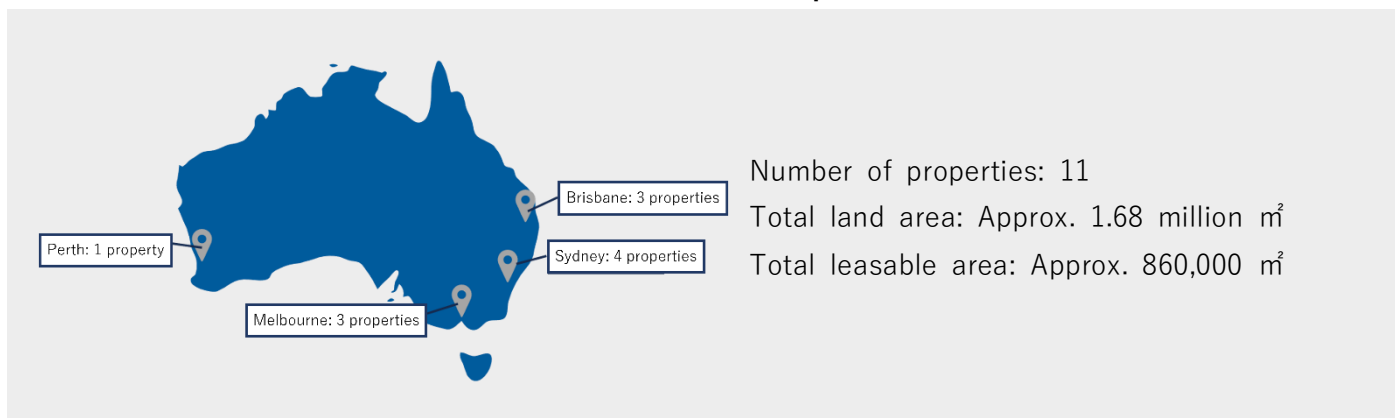 Brisbane: 3 properties
Perth: 1 property
Sydney: 4 properties
Melbourne: 3 properties
Number of properties: 11
Total land area: Approx. 1.68 million ㎡
Total leasable area: Approx. 860,000 ㎡